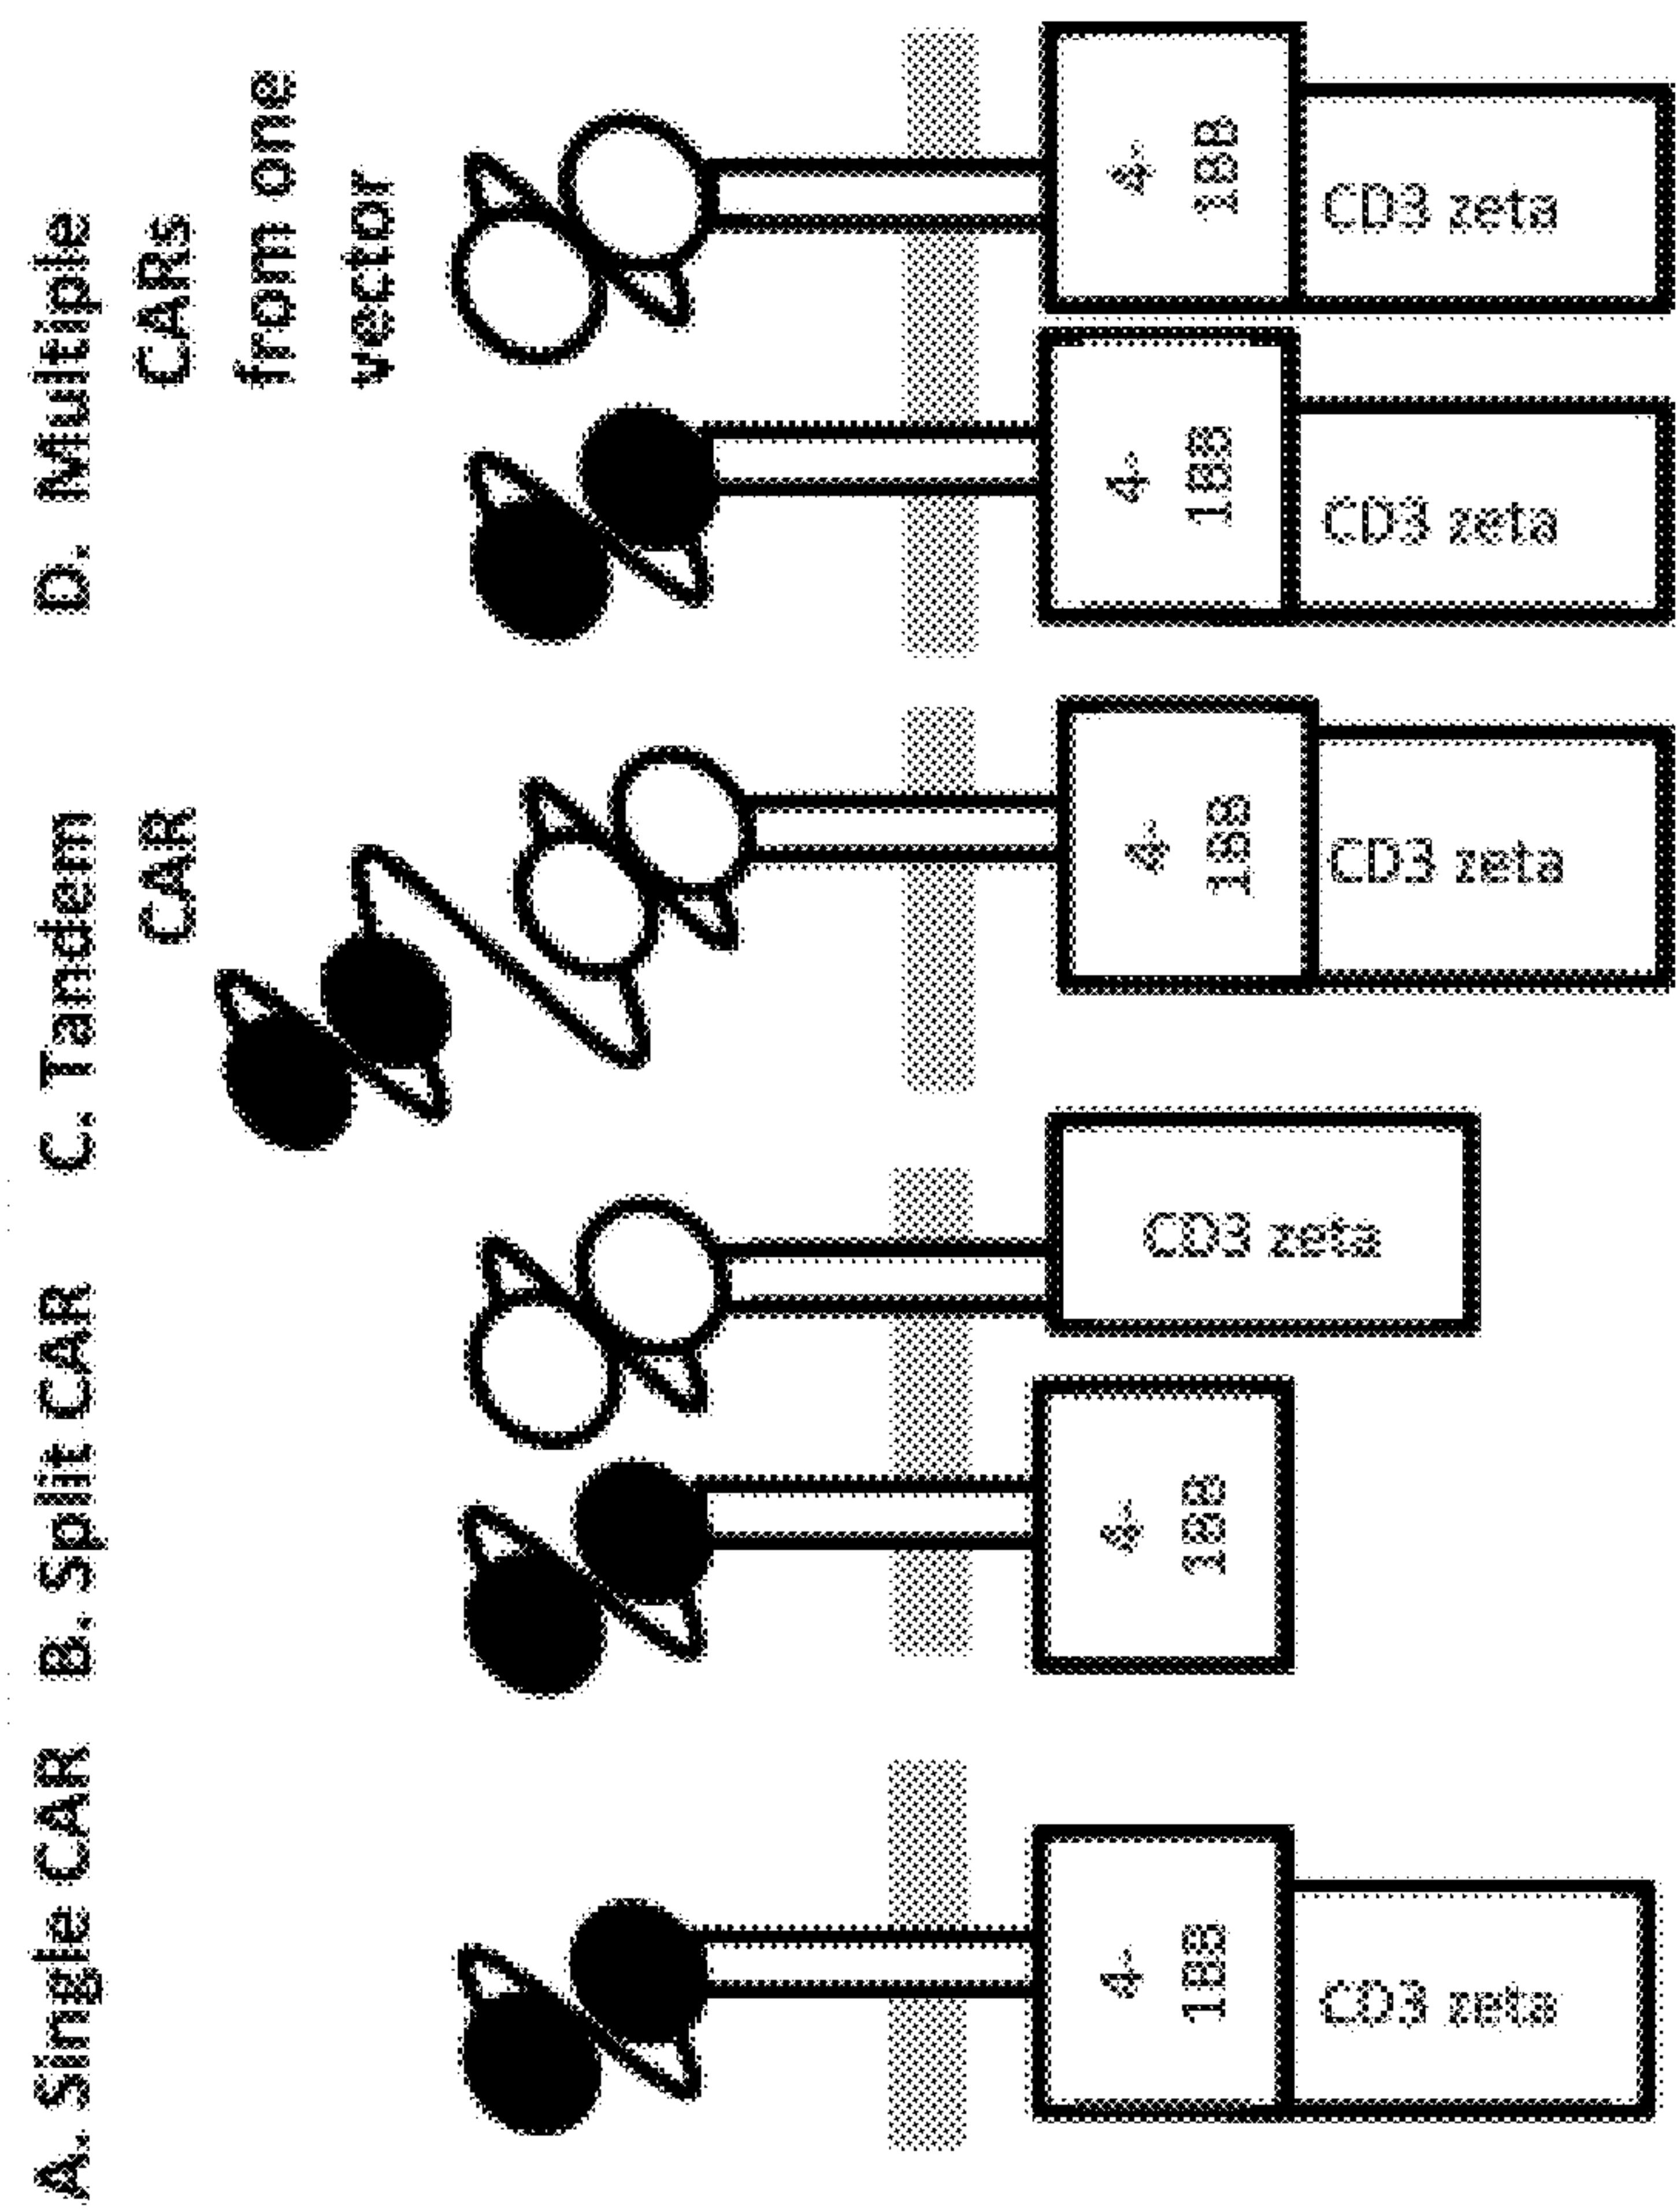 A. Single CAR
4-
1BB
CD3 zeta
B. Split CAR
4-
1BB
CD3 zeta
C. Tandem
CAR
4-
1BB
CD3 zeta
D. Multiple
CARs
from one
vector
4-
1BB
CD3 zeta
4-
1BB
CD3 zeta